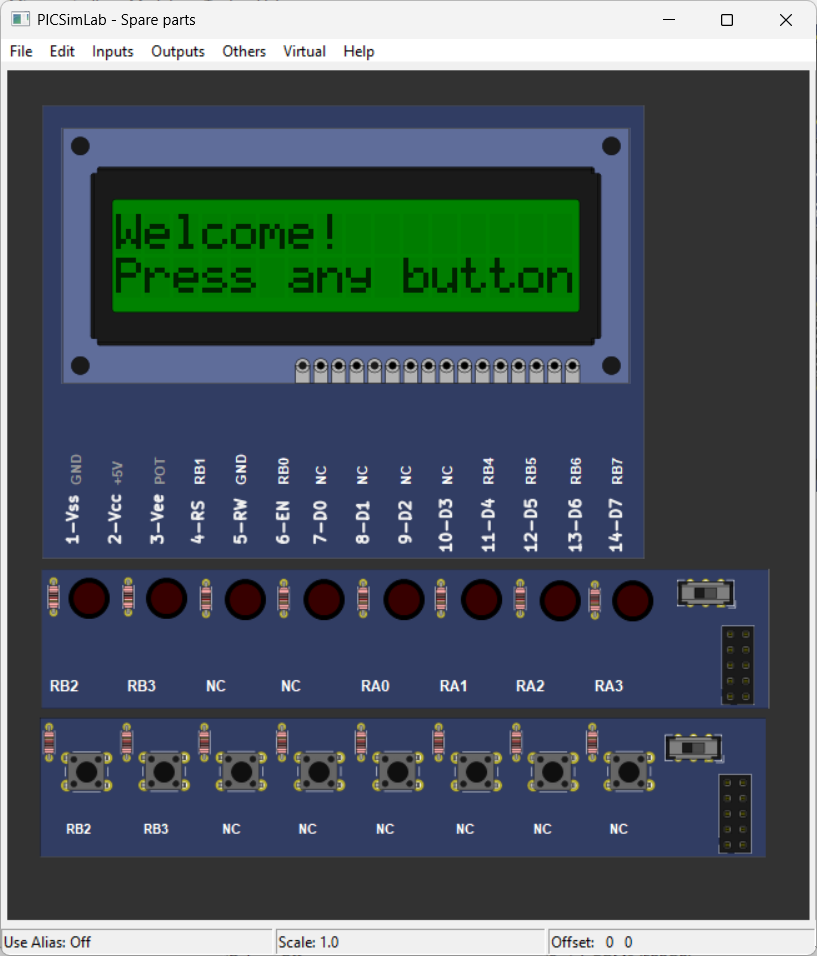 PICSimLab - Spare parts
File Edit Inputs Outputs Others Virtual Help
Welcome!
Press any button
GND +5V POT RB1 GND RB0 NC NC NC NC RB4 RB5 RB6 RB7
1-Vss 2-Vcc 3-Vee 4-RS 5-RW 6-EN 7-D0 8-D1 9-D2 10-D3 11-D4 12-D5 13-D6 14-D7
RB2 RB3 NC NC RA0 RA1 RA2 RA3
RB2 RB3 NC NC NC NC NC NC
Use Alias: Off Scale: 1.0 Offset: 0 0